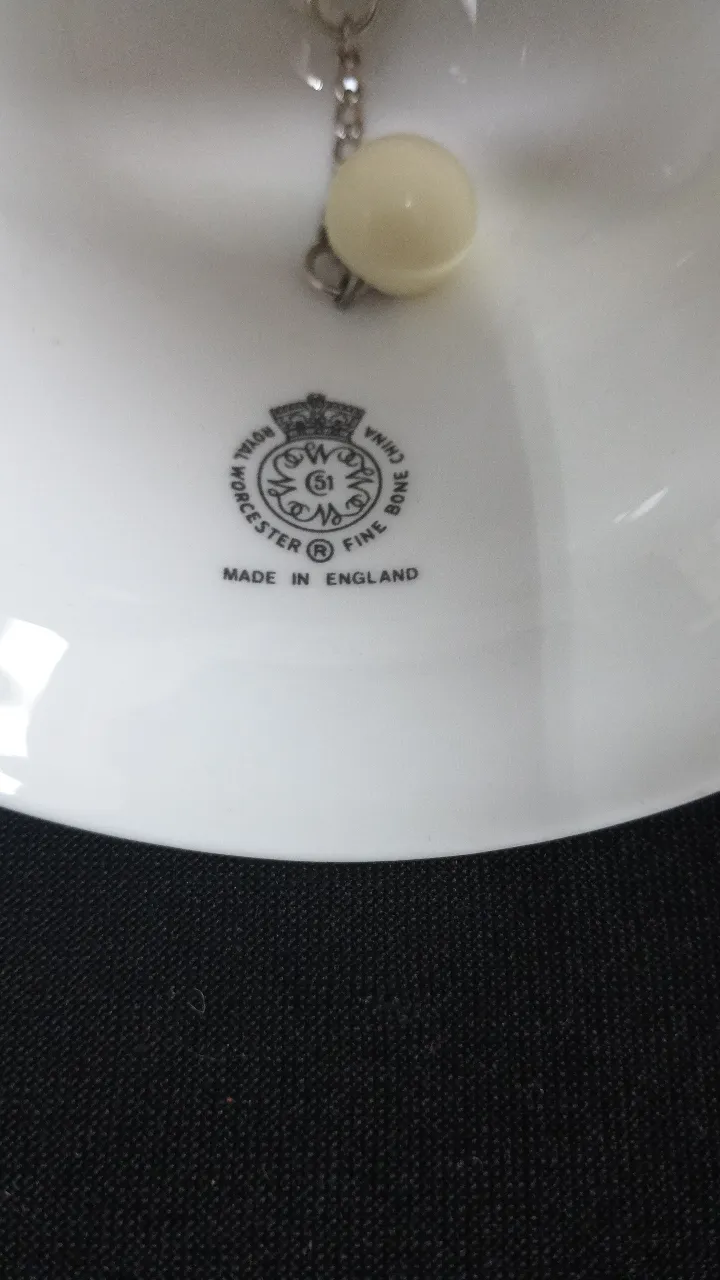 ROYAL WORCESTER ® FINE BONE CHINA
51
MADE IN ENGLAND